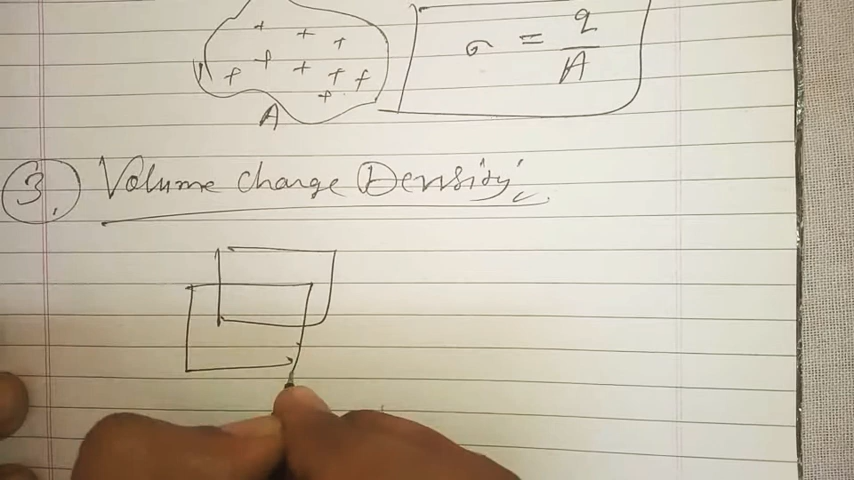 + + +
+ + + + + +
+
A
σ = q/A
3. Volume charge Density